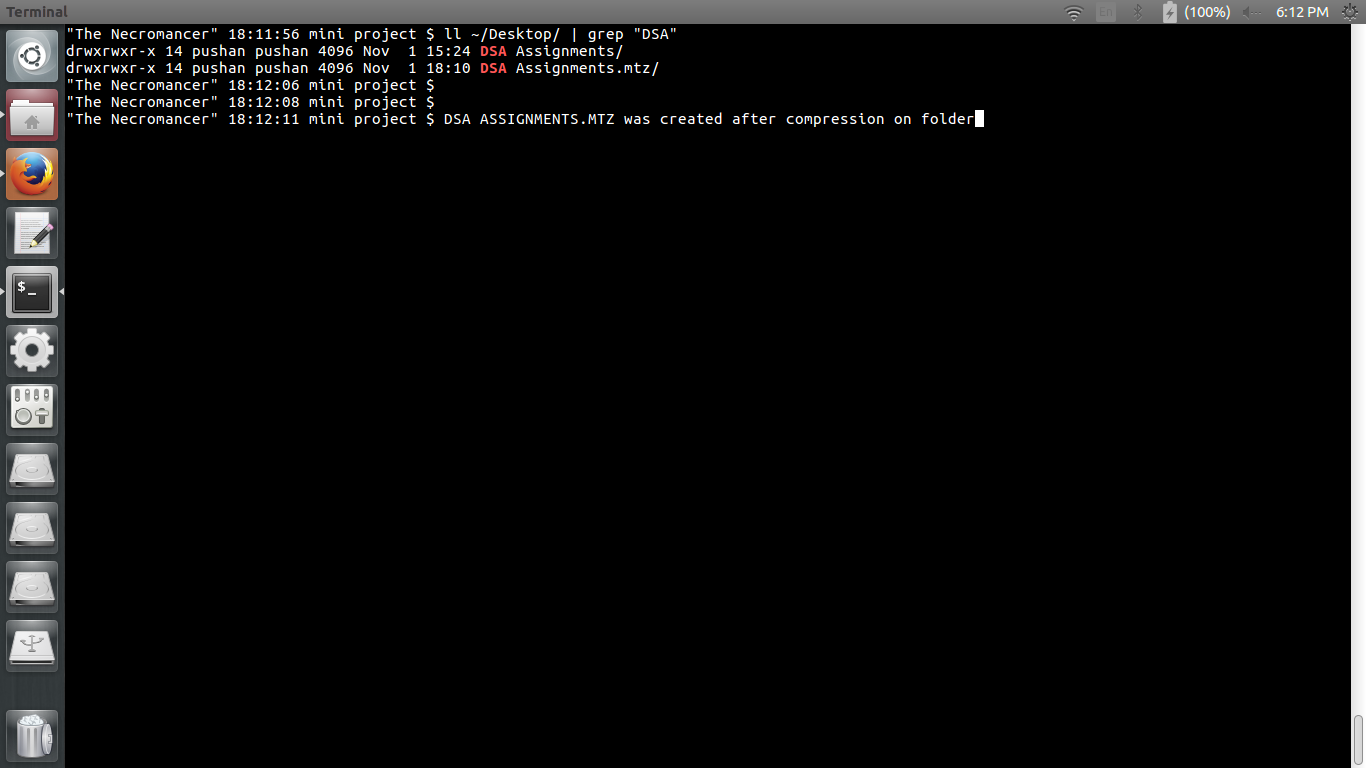 Terminal
En
(100%)
6:12 PM
"The Necromancer" 18:11:56 mini project $ ll ~/Desktop/ | grep "DSA"
drwxrwxr-x 14 pushan pushan 4096 Nov  1 15:24 DSA Assignments/
drwxrwxr-x 14 pushan pushan 4096 Nov  1 18:10 DSA Assignments.mtz/
"The Necromancer" 18:12:06 mini project $
"The Necromancer" 18:12:08 mini project $
"The Necromancer" 18:12:11 mini project $ DSA ASSIGNMENTS.MTZ was created after compression on folder
$_